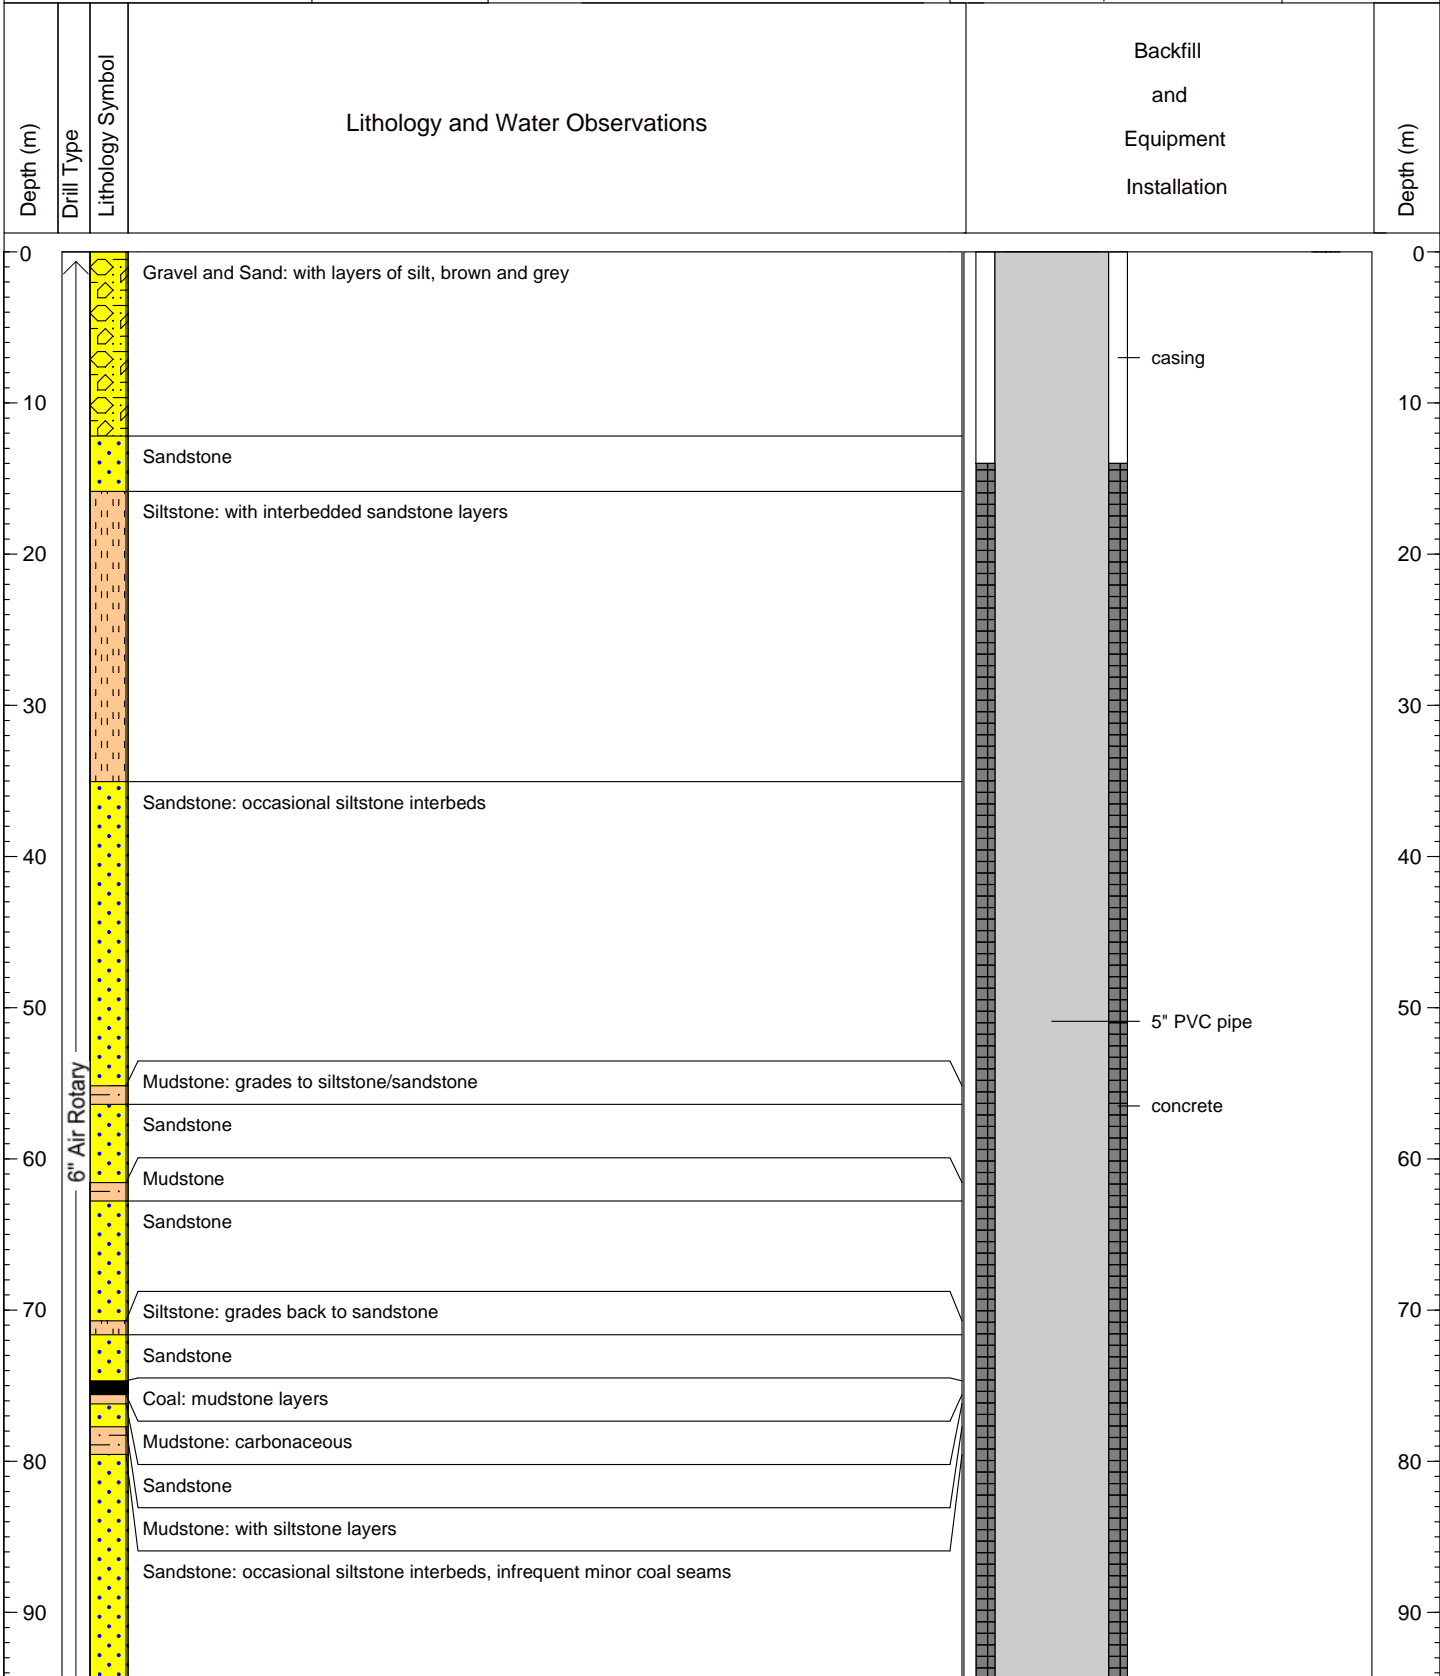 Depth (m)
Drill Type
Lithology Symbol
Lithology and Water Observations
Backfill
and
Equipment
Installation
Depth (m)
0
Gravel and Sand: with layers of silt, brown and grey
0
casing
10
10
Sandstone
Siltstone: with interbedded sandstone layers
20
20
30
30
Sandstone: occasional siltstone interbeds
40
40
50
50
5" PVC pipe
6" Air Rotary
Mudstone: grades to siltstone/sandstone
concrete
Sandstone
60
60
Mudstone
Sandstone
70
70
Siltstone: grades back to sandstone
Sandstone
Coal: mudstone layers
Mudstone: carbonaceous
80
80
Sandstone
Mudstone: with siltstone layers
Sandstone: occasional siltstone interbeds, infrequent minor coal seams
90
90